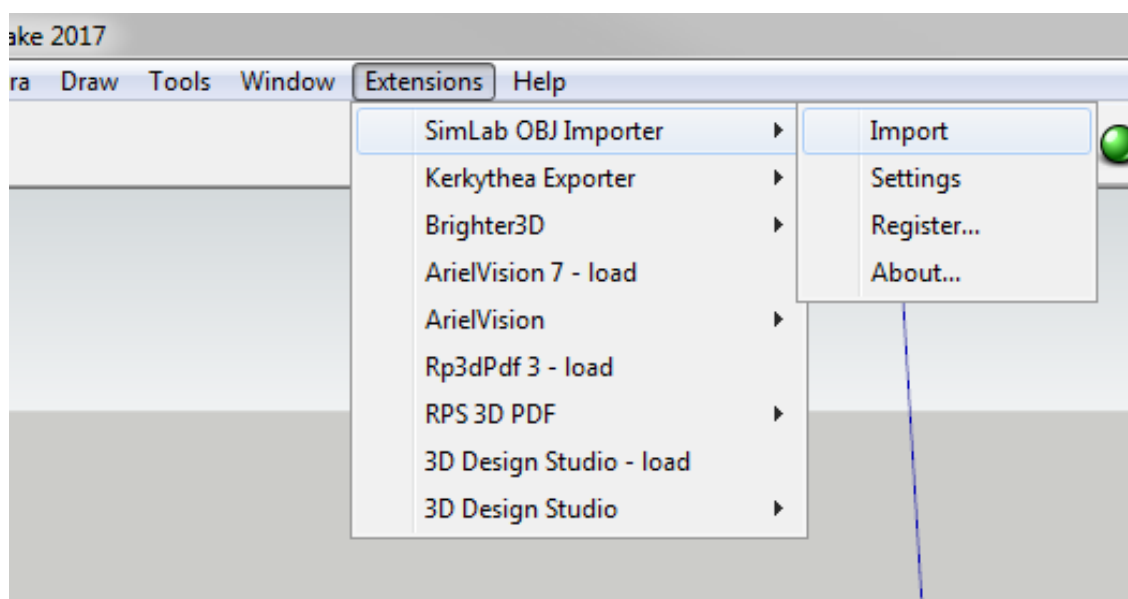 ake 2017
ra Draw Tools Window Extensions Help
SimLab OBJ Importer
Import
Kerkythea Exporter
Settings
Brighter3D
Register...
ArielVision 7 - load
About...
ArielVision
Rp3dPdf 3 - load
RPS 3D PDF
3D Design Studio - load
3D Design Studio